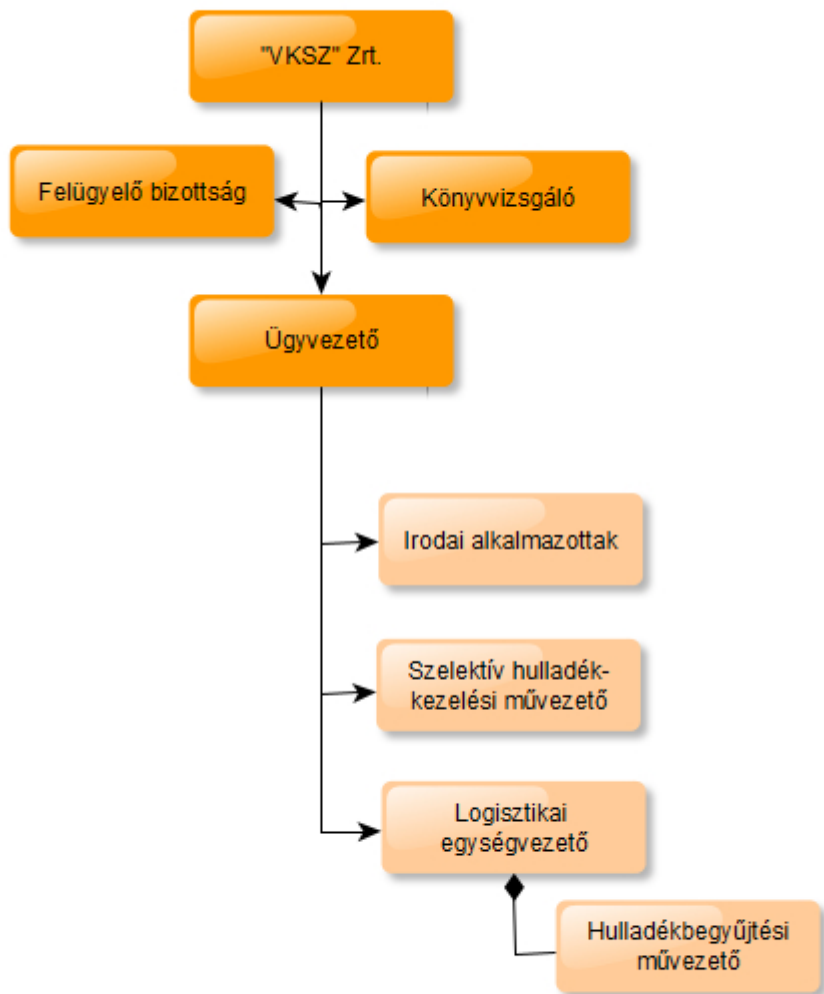 "VKSZ" Zrt.
Felügyelő bizottság
Könyvvizsgáló
Ügyvezető
Irodai alkalmazottak
Szelektív hulladék-
kezelési művezető
Logisztikai
egységvezető
Hulladékbegyűjtési
művezető